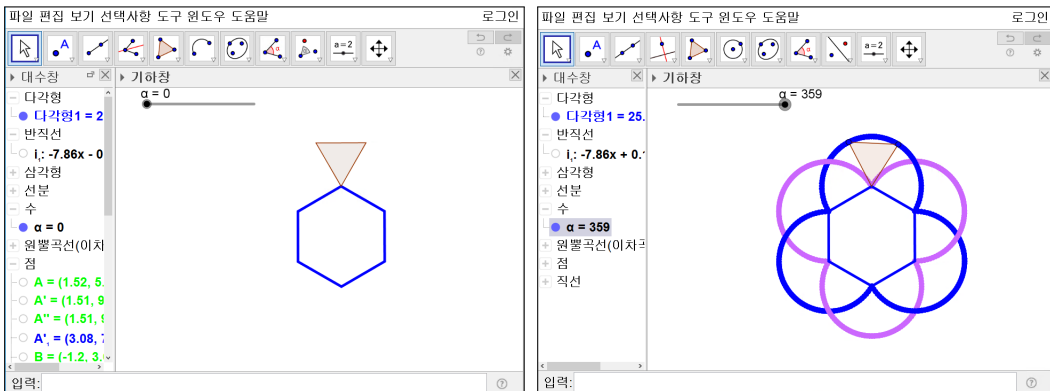 파일 편집 보기 선택사항 도구 윈도우 도움말 로그인
A α a=2
대수창
기하창
α = 0
다각형
다각형1 = 2
반직선
i₁: -7.86x - 0
삼각형
선분
수
α = 0
원뿔곡선(이차
점
A = (1.52, 5.
A' = (1.51, 9
A'' = (1.51, 9
A'₁ = (3.08, 7
B = (-1.2, 3.
입력:
파일 편집 보기 선택사항 도구 윈도우 도움말 로그인
A α a=2
대수창
기하창
α = 359
다각형
다각형1 = 25.
반직선
i₁: -7.86x + 0.
삼각형
선분
수
α = 359
원뿔곡선(이차곡
점
직선
입력: